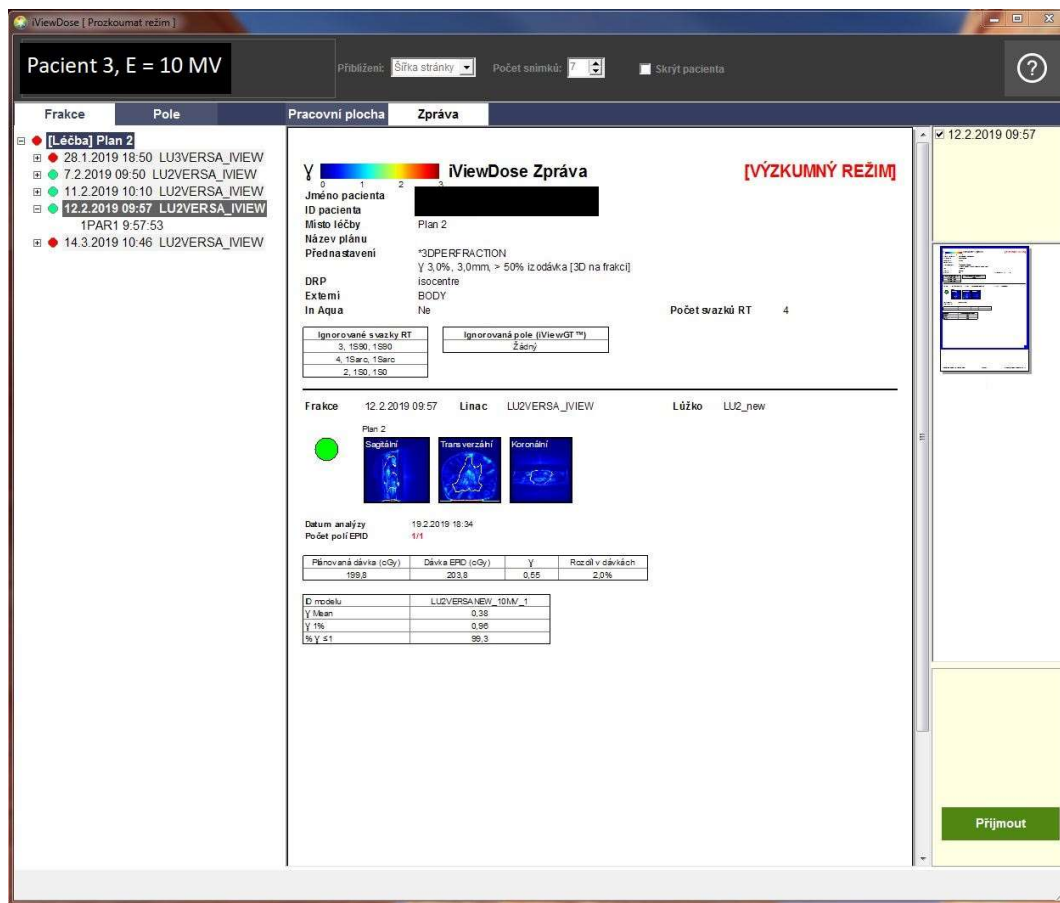 iViewDose [ Prozkoumat režim ]
Pacient 3, E = 10 MV
Přiblížení: Šířka stránky Počet snímků: 7 Skrýt pacienta
?
Frakce Pole Pracovní plocha Zpráva
[Léčba] Plan 2
28.1.2019 18:50 LU3VERSA_IVIEW
7.2.2019 09:50 LU2VERSA_IVIEW
11.2.2019 10:10 LU2VERSA_IVIEW
12.2.2019 09:57 LU2VERSA_IVIEW
1PAR1 9:57:53
14.3.2019 10:46 LU2VERSA_IVIEW
γ iViewDose Zpráva [VÝZKUMNÝ REŽIM]
0 1 2 3
Jméno pacienta
ID pacienta
Místo léčby Plan 2
Název plánu
Přednastavení *3DPERFRACTION
γ 3,0%, 3,0mm, > 50% izodávka [3D na frakci]
DRP isocentre
Externí BODY
In Aqua Ne Počet svazků RT 4
Ignorované svazky RT Ignorovaná pole (iViewGT™)
3, 1S90, 1S90 Žádný
4, 1Sarc, 1Sarc
2, 1S0, 1S0
Frakce 12.2.2019 09:57 Linac LU2VERSA_IVIEW Lůžko LU2_new
Plan 2
Sagitální Transverzální Koronální
Datum analýzy 19.2.2019 18:34
Počet polí EPID 1/1
Plánovaná dávka (cGy) Dávka EPID (cGy) γ Rozdíl v dávkách
199,8 203,8 0,55 2,0%
ID modelu LU2VERSANEW_10MV_1
γ Mean 0,38
γ 1% 0,96
% γ ≤1 99,3
12.2.2019 09:57
Příjmout